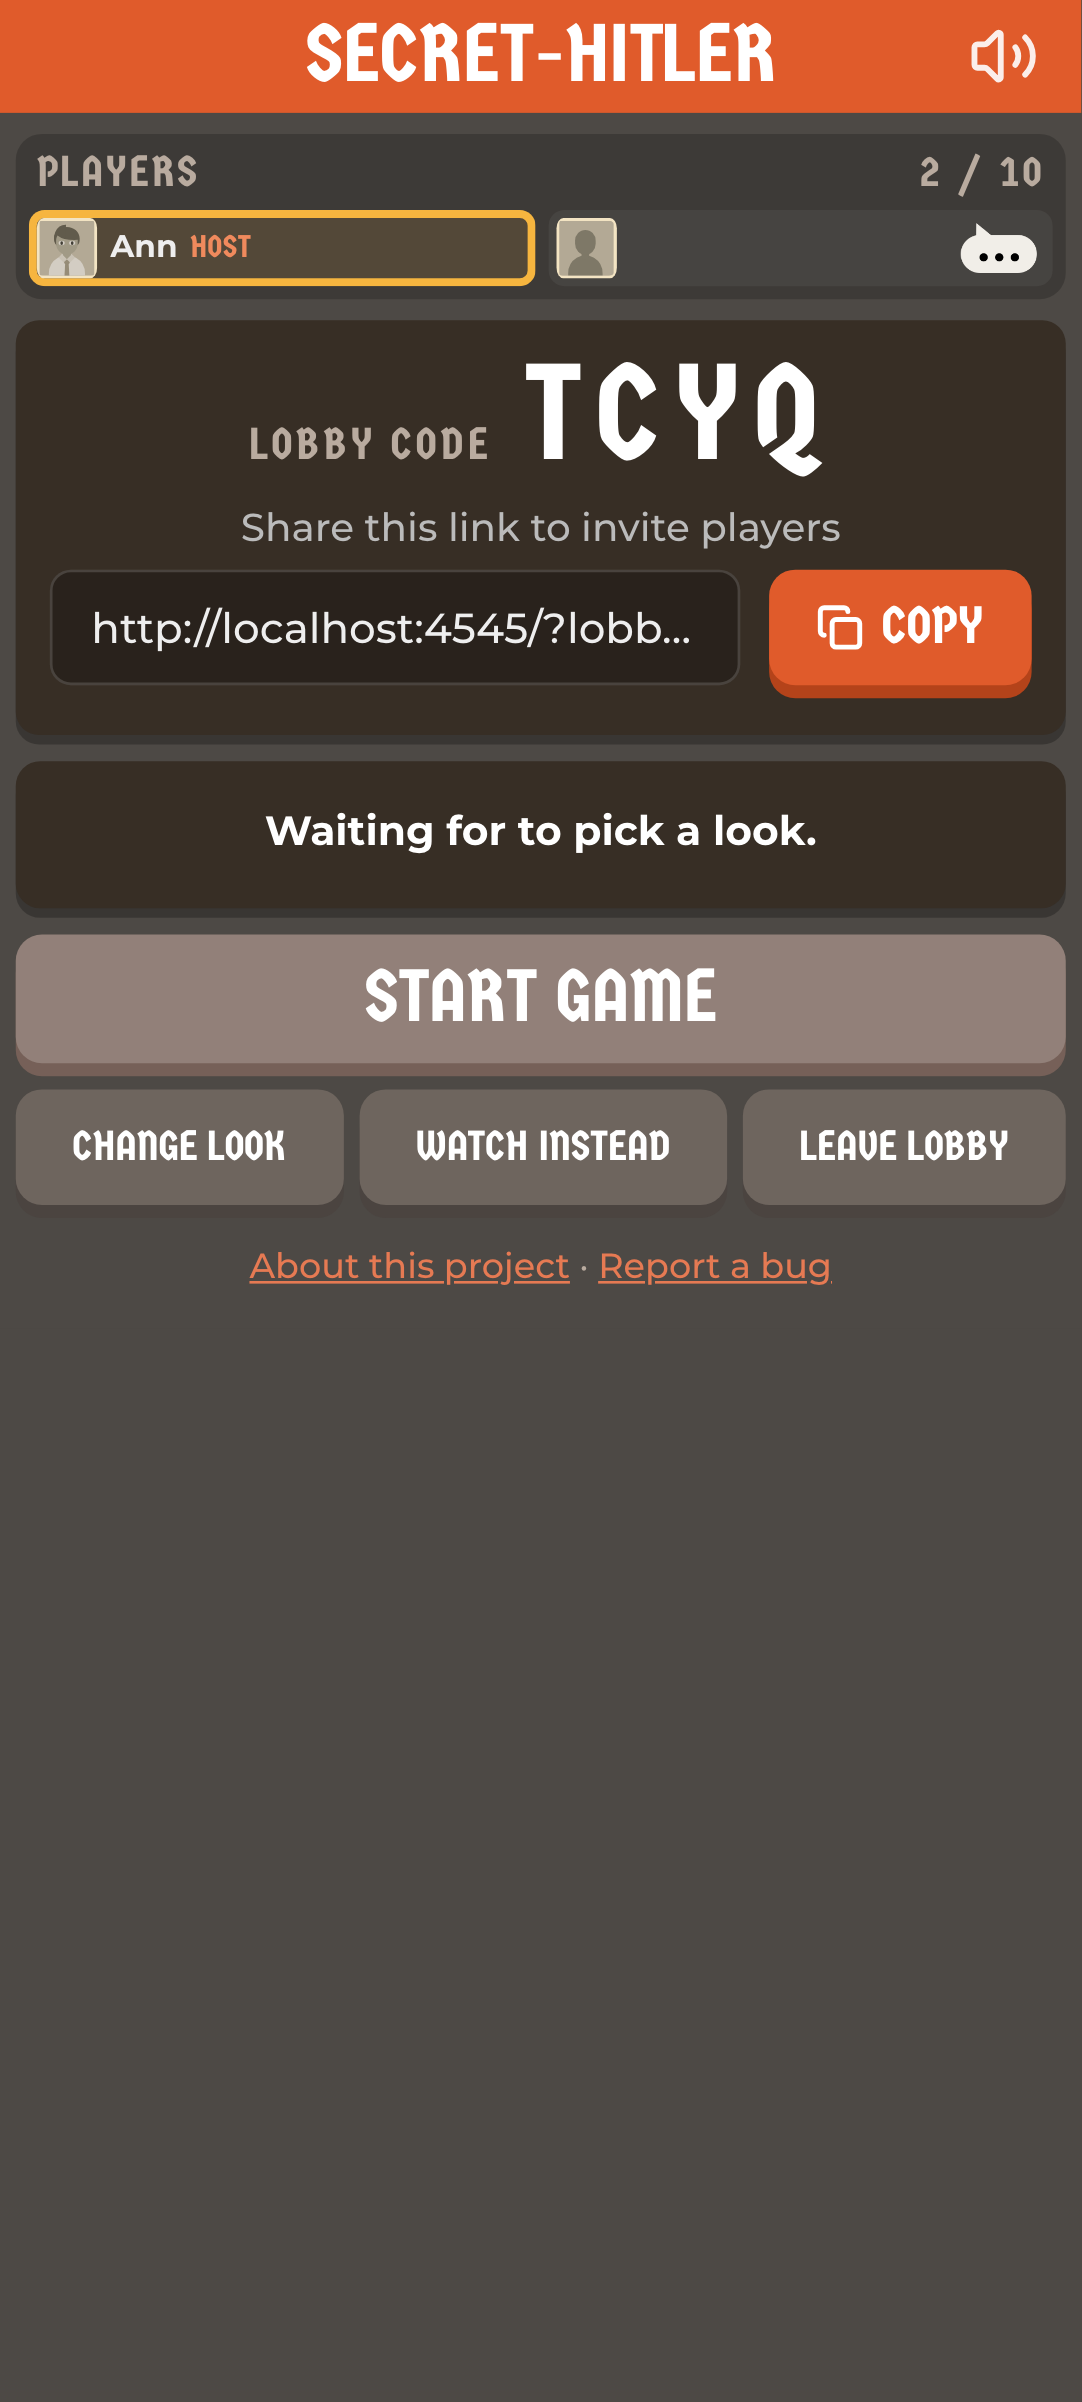 SECRET-HITLER
PLAYERS 2 / 10
Ann HOST
LOBBY CODE TCYQ
Share this link to invite players
http://localhost:4545/?lobb... COPY
Waiting for to pick a look.
START GAME
CHANGE LOOK WATCH INSTEAD LEAVE LOBBY
About this project · Report a bug